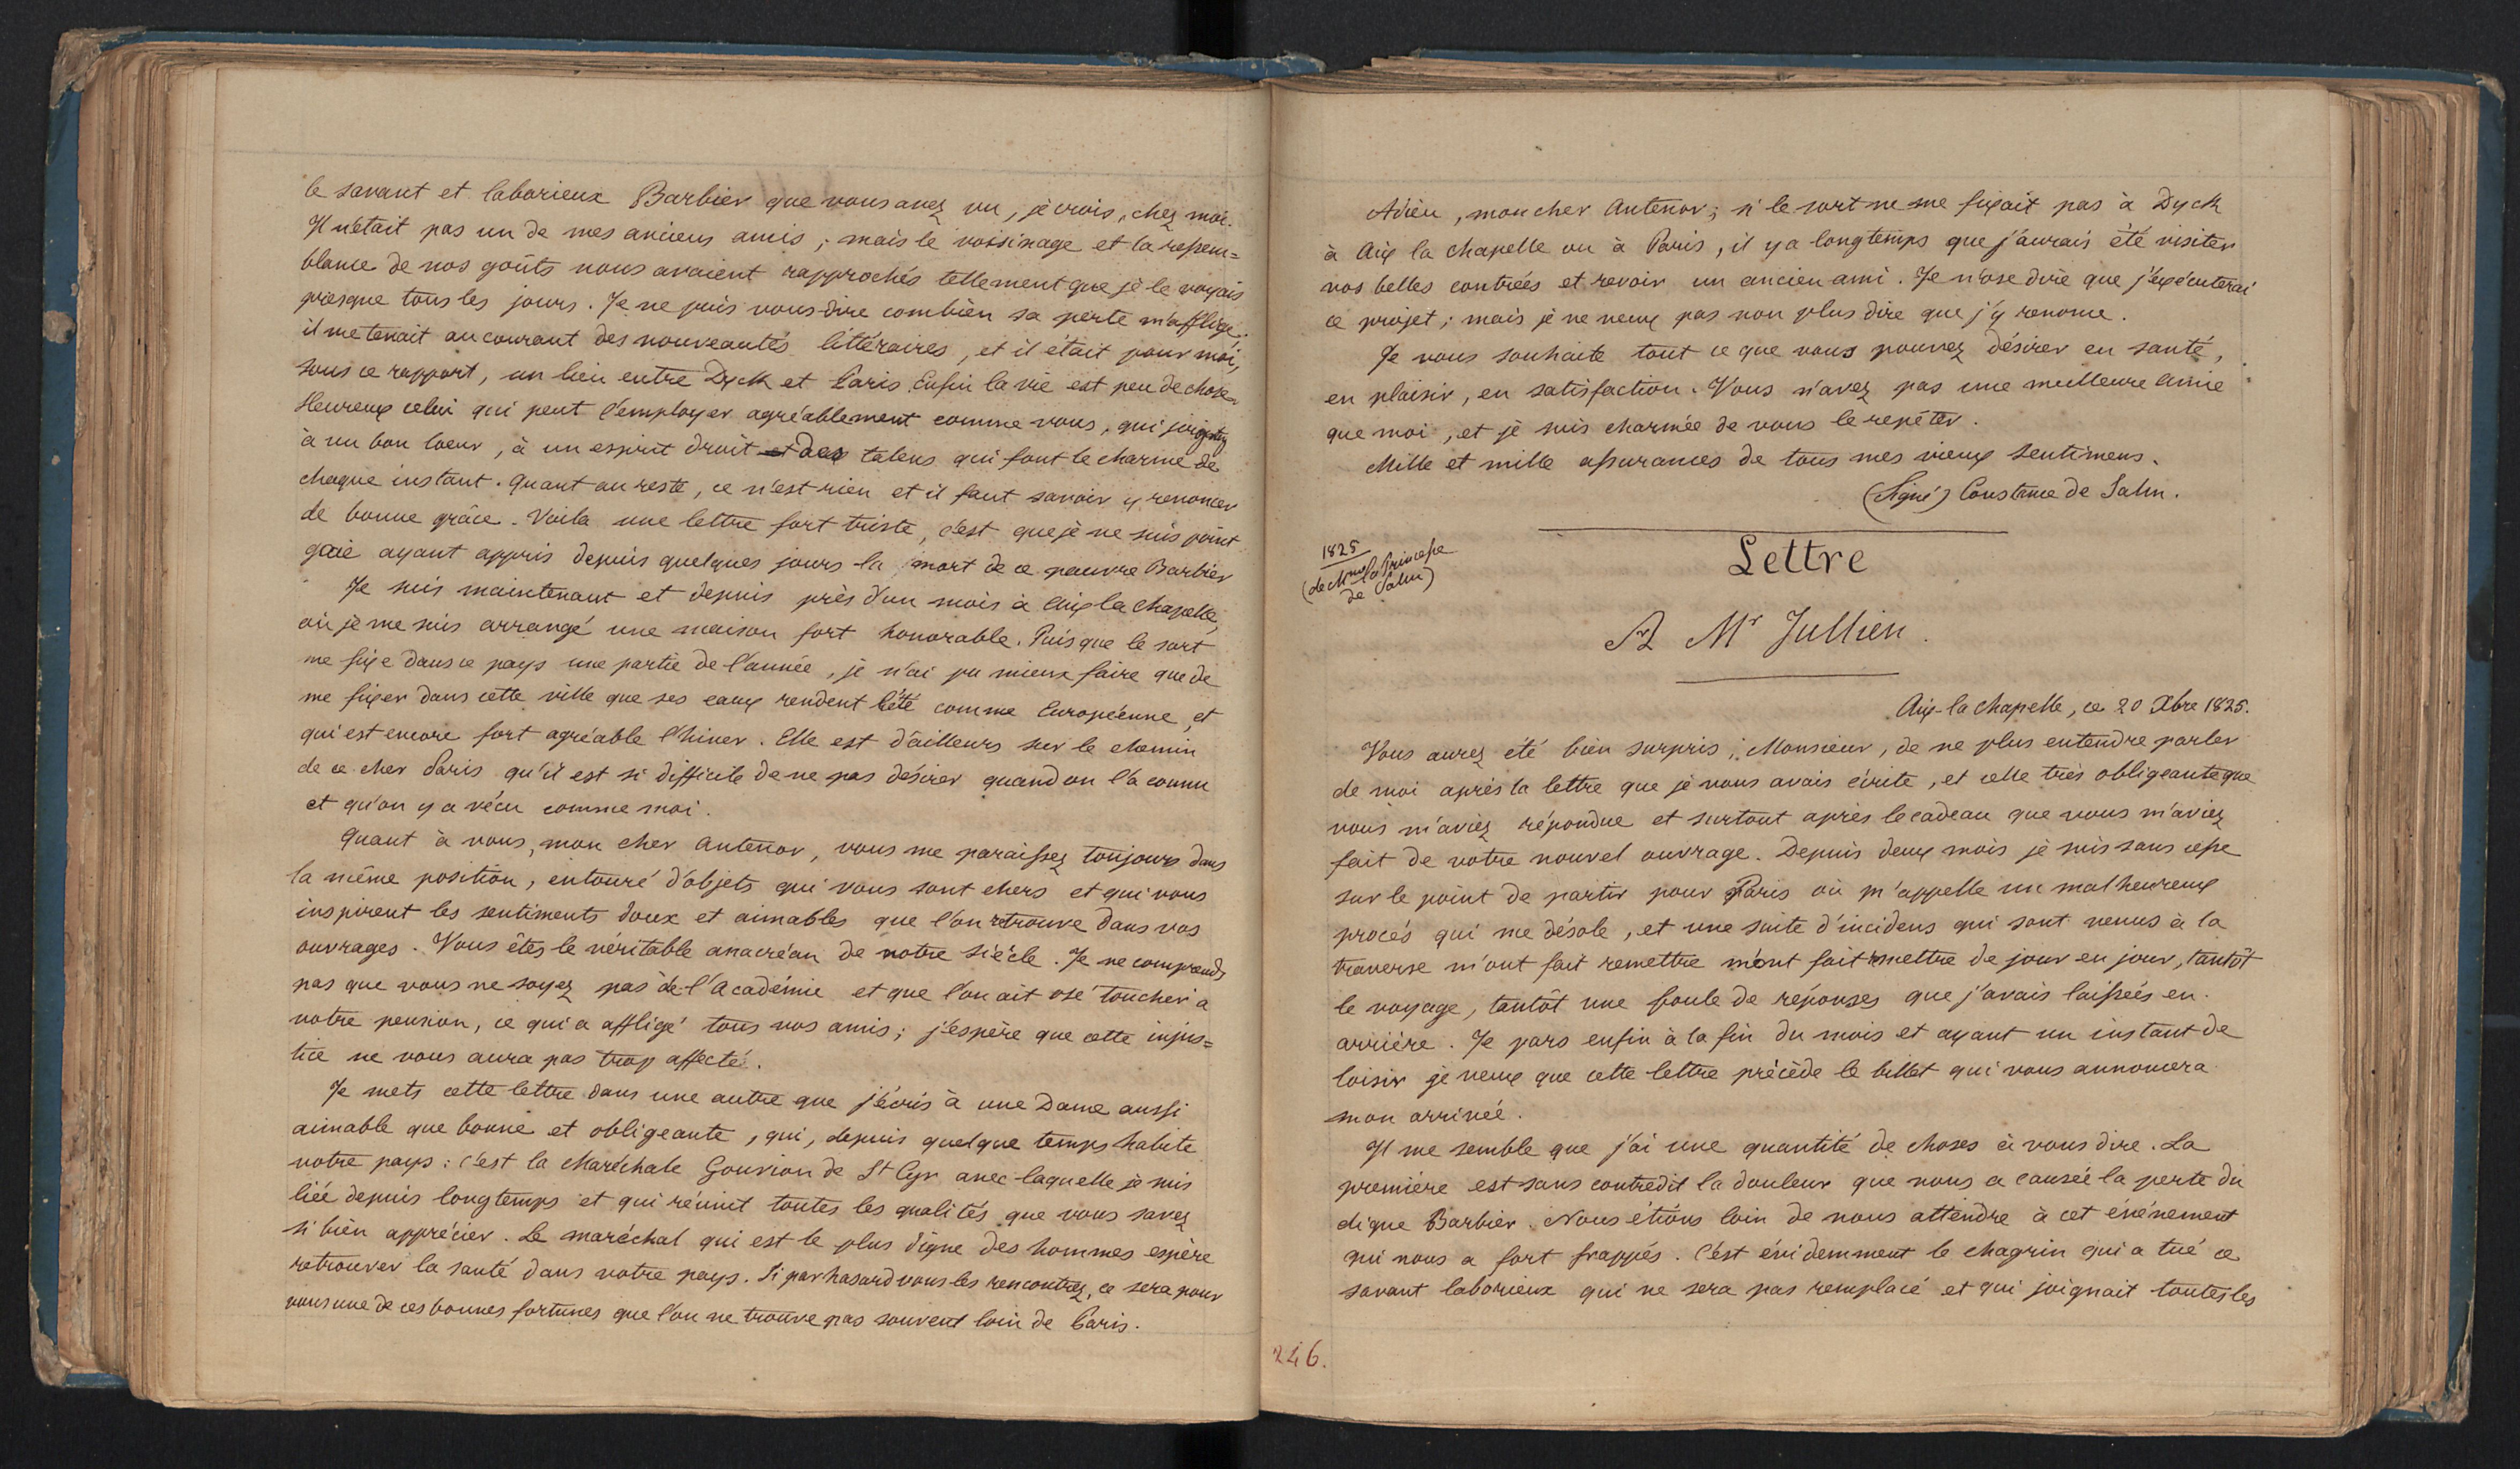 le savant et laborieux Barbier que vous avez vu, je crois, chez moi.
Il n'était pas un de mes anciens amis ; mais le voisinage et la ressem=
blance de nos goûts nous avaient rapprochés tellement que je le voyais
presque tous les jours. Je ne puis vous dire combien sa perte m'afflige.
il me tenait au courant des nouveautés littéraires, et il était pour moi,
sous ce rapport, un lien entre Dyck et Paris. Enfin la vie est peu de chose.
Heureux celui qui peut l'employer agréablement comme vous, qui joignez
à un bon coeur, à un esprit droit et des talens qui font le charme de
chaque instant. Quant au reste, ce n'est rien et il faut savoir y renoncer
de bonne grâce. Voila une lettre fort triste, c'est que je ne suis point
gaie ayant appris depuis quelques jours la mort de ce pauvre Barbier
Je suis maintenant et depuis près d'un mois à Aix la Chapelle,
où je me suis arrangé une maison fort honorable. Puisque le sort
me fixe dans ce pays une partie de l'année, je n'ai pu mieux faire que de
me fixer dans cette ville que ses eaux rendent l'été comme Européenne, et
qui est encore fort agréable l'hiver. Elle est d'ailleurs sur le chemin
de ce cher Paris qu'il est si difficile de ne pas désirer quand on l'a connu
et qu'on y a vécu comme moi.
Quant à vous, mon cher Antenor, vous me paraissez toujours dans
la même position, entouré d'objets qui vous sont chers et qui vous
inspirent les sentiments doux et aimables que l'on retrouve dans vos
ouvrages. Vous êtes le véritable anacréon de notre siècle. Je ne comprends
pas que vous ne soyez pas de l'Académie et que l'on ait osé toucher à
votre pension, ce qui a affligé tous vos amis ; j'espère que cette injus=
tice ne vous aura pas trop affecté.
Je mets cette lettre dans une autre que j'écris à une Dame aussi
aimable que bonne et obligeante, qui, depuis quelque temps habite
votre pays : c'est la Maréchale Gouvion de St Cyr avec laquelle je suis
liée depuis longtemps et qui réunit toutes les qualités que vous savez
si bien apprécier. Le maréchal qui est le plus digne des hommes espère
retrouver la santé dans votre pays. Si par hasard vous les rencontrez, ce sera pour
vous une de ces bonnes fortunes que l'on ne trouve pas souvent loin de Paris.
Adieu, mon cher Antenor ; si le sort ne me fixait pas à Dyck
à Aix la Chapelle ou à Paris, il y a longtemps que j'aurais été visiter
vos belles contrées et revoir un ancien ami. Je n'ose dire que j'exécuterai
ce projet ; mais je ne veux pas non plus dire que j'y renonce.
Je vous souhaite tout ce que vous pouvez désirer en santé,
en plaisir, en satisfaction. Vous n'avez pas une meilleure amie
que moi, et je suis charmée de vous le repéter.
Mille et mille assurances de tous mes vieux sentimens.
(Signé) Constance de Salm.
1825
(de Mme la Princesse
de Salm)
Lettre
A Mr Jullien.
Aix-la Chapelle, ce 20 Xbre 1825.
Vous aurez été bien surpris, Monsieur, de ne plus entendre parler
de moi après la lettre que je vous avais écrite, et celle très obligeante que
vous m'aviez répondue et surtout après le cadeau que vous m'aviez
fait de votre nouvel ouvrage. Depuis deux mois je suis sans cesse
sur le point de partir pour Paris où m'appelle un malheureux
procés qui me désole, et une suite d'incidens qui sont venus à la
traverse m'ont fait remettre m'ont fait remettre de jour en jour, tantôt
le voyage, tantôt une foule de réponses que j'avais laissées en
arrière. Je pars enfin à la fin du mois et ayant un instant de
loisir je veux que cette lettre précède le billet qui vous annoncera
mon arrivée.
Il me semble que j'ai une quantité de choses à vous dire. La
première est sans contredit la douleur que nous a causée la perte du
digne Barbier. Nous étions loin de nous attendre à cet événement
qui nous a fort frappés. C'est évidemment le chagrin qui a tué ce
savant laborieux qui ne sera pas remplacé et qui joignait toutes les
246.